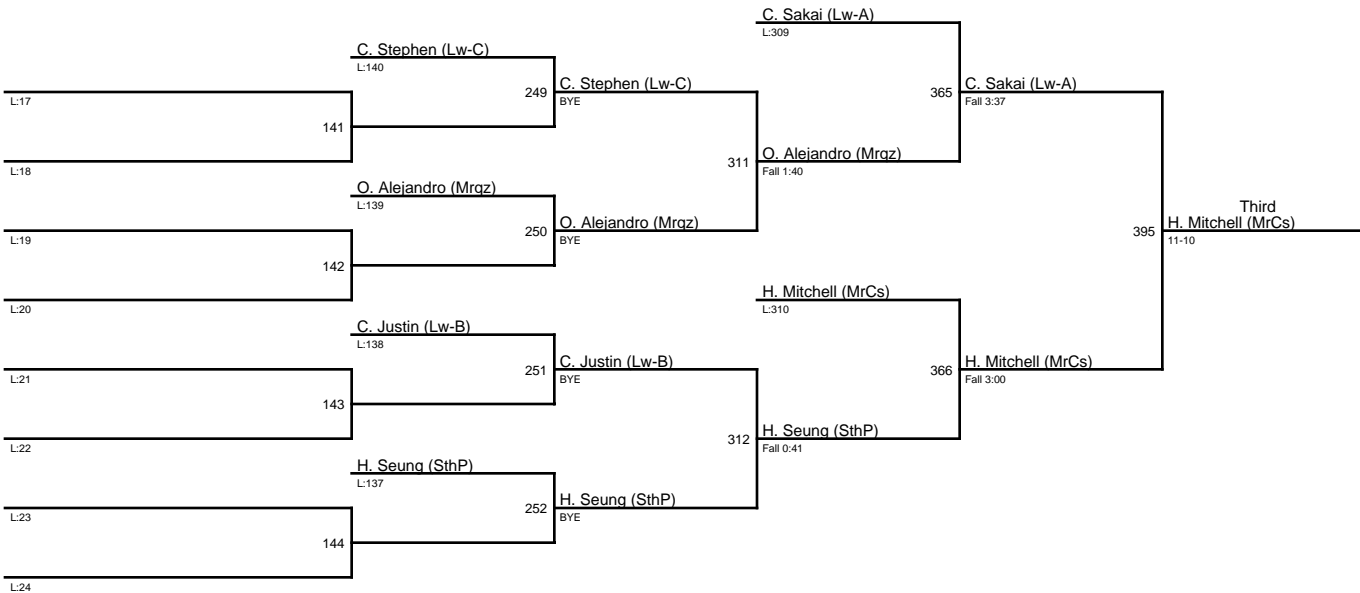 C. Sakai (Lw-A)
L:309
C. Stephen (Lw-C)
L:140
249
C. Stephen (Lw-C)
BYE
365
C. Sakai (Lw-A)
Fall 3:37
L:17
141
311
O. Alejandro (Mrqz)
Fall 1:40
L:18
O. Alejandro (Mrqz)
L:139
Third
L:19
250
O. Alejandro (Mrqz)
BYE
395
H. Mitchell (MrCs)
11-10
142
L:20
H. Mitchell (MrCs)
L:310
C. Justin (Lw-B)
L:138
L:21
251
C. Justin (Lw-B)
BYE
366
H. Mitchell (MrCs)
Fall 3:00
143
L:22
312
H. Seung (SthP)
Fall 0:41
H. Seung (SthP)
L:137
L:23
252
H. Seung (SthP)
BYE
144
L:24